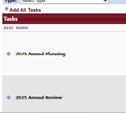 Type: Select Type
Add All Tasks
Tasks
ADD NAME
2025 Annual Planning
2025 Annual Review